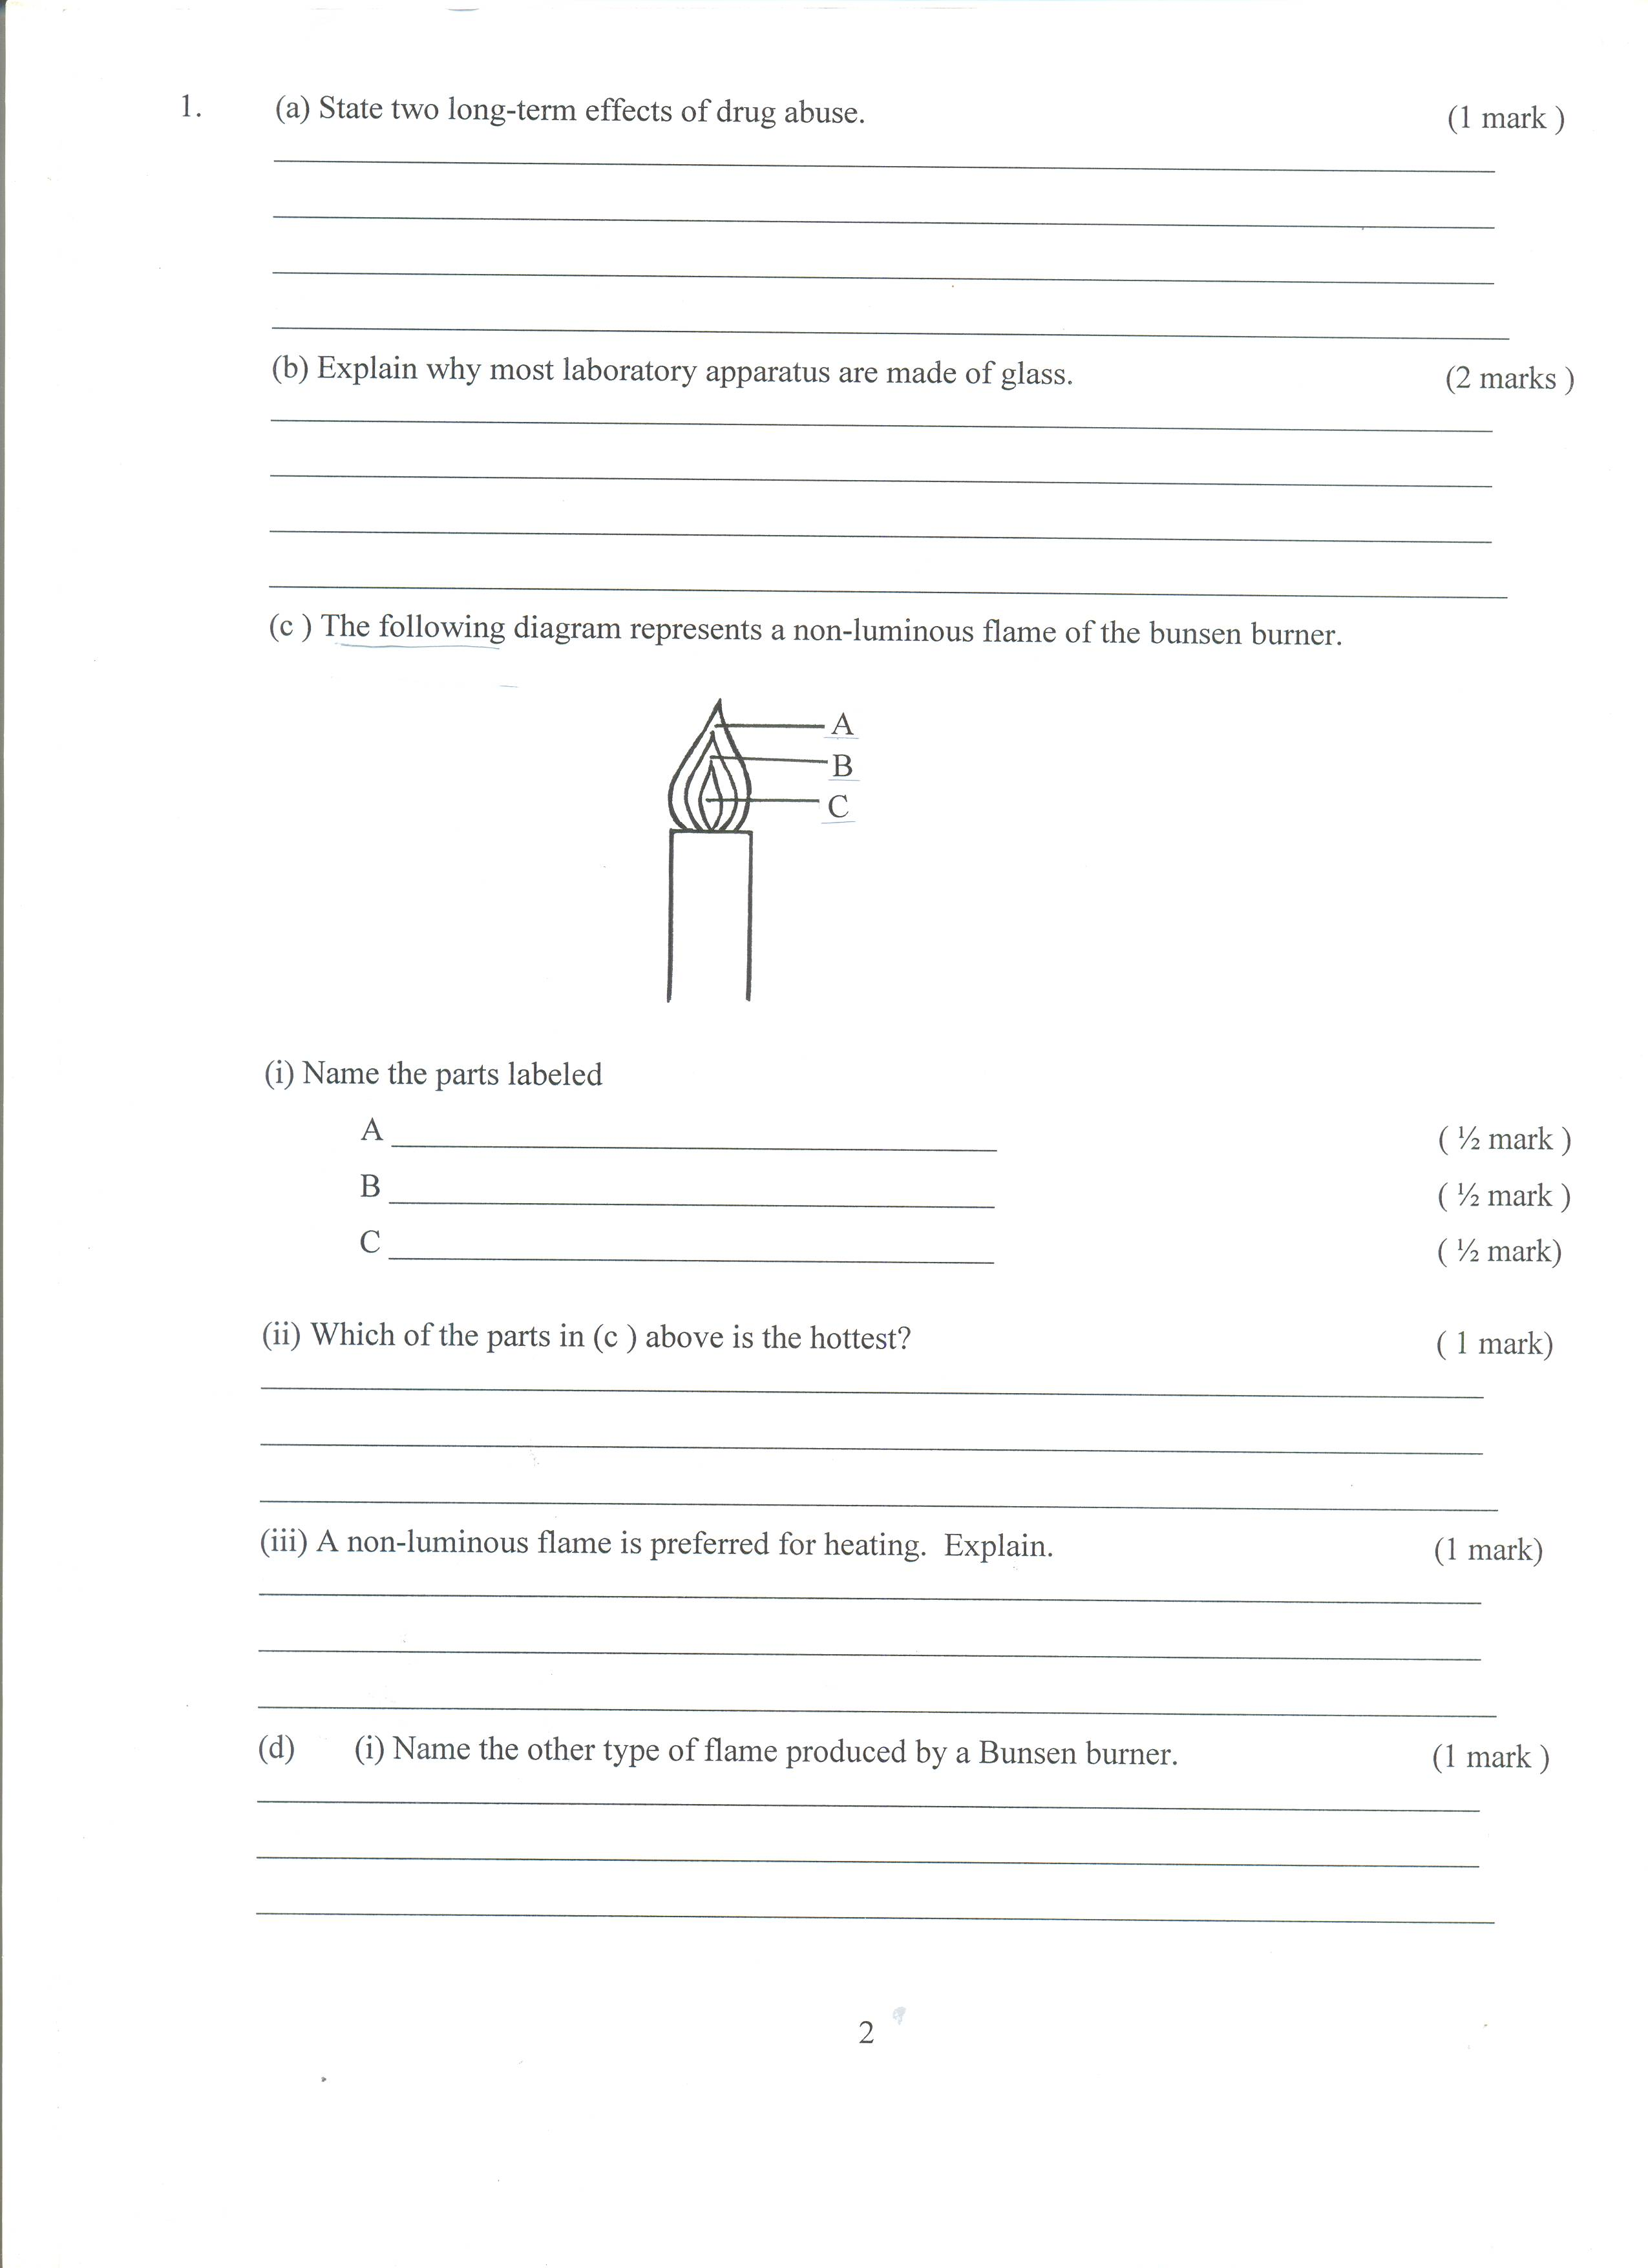 1. (a) State two long-term effects of drug abuse. (1 mark )
(b) Explain why most laboratory apparatus are made of glass. (2 marks )
(c ) The following diagram represents a non-luminous flame of the bunsen burner.
A
B
C
(i) Name the parts labeled
A ( ½ mark )
B ( ½ mark )
C ( ½ mark)
(ii) Which of the parts in (c ) above is the hottest? ( 1 mark)
(iii) A non-luminous flame is preferred for heating. Explain. (1 mark)
(d) (i) Name the other type of flame produced by a Bunsen burner. (1 mark )
2